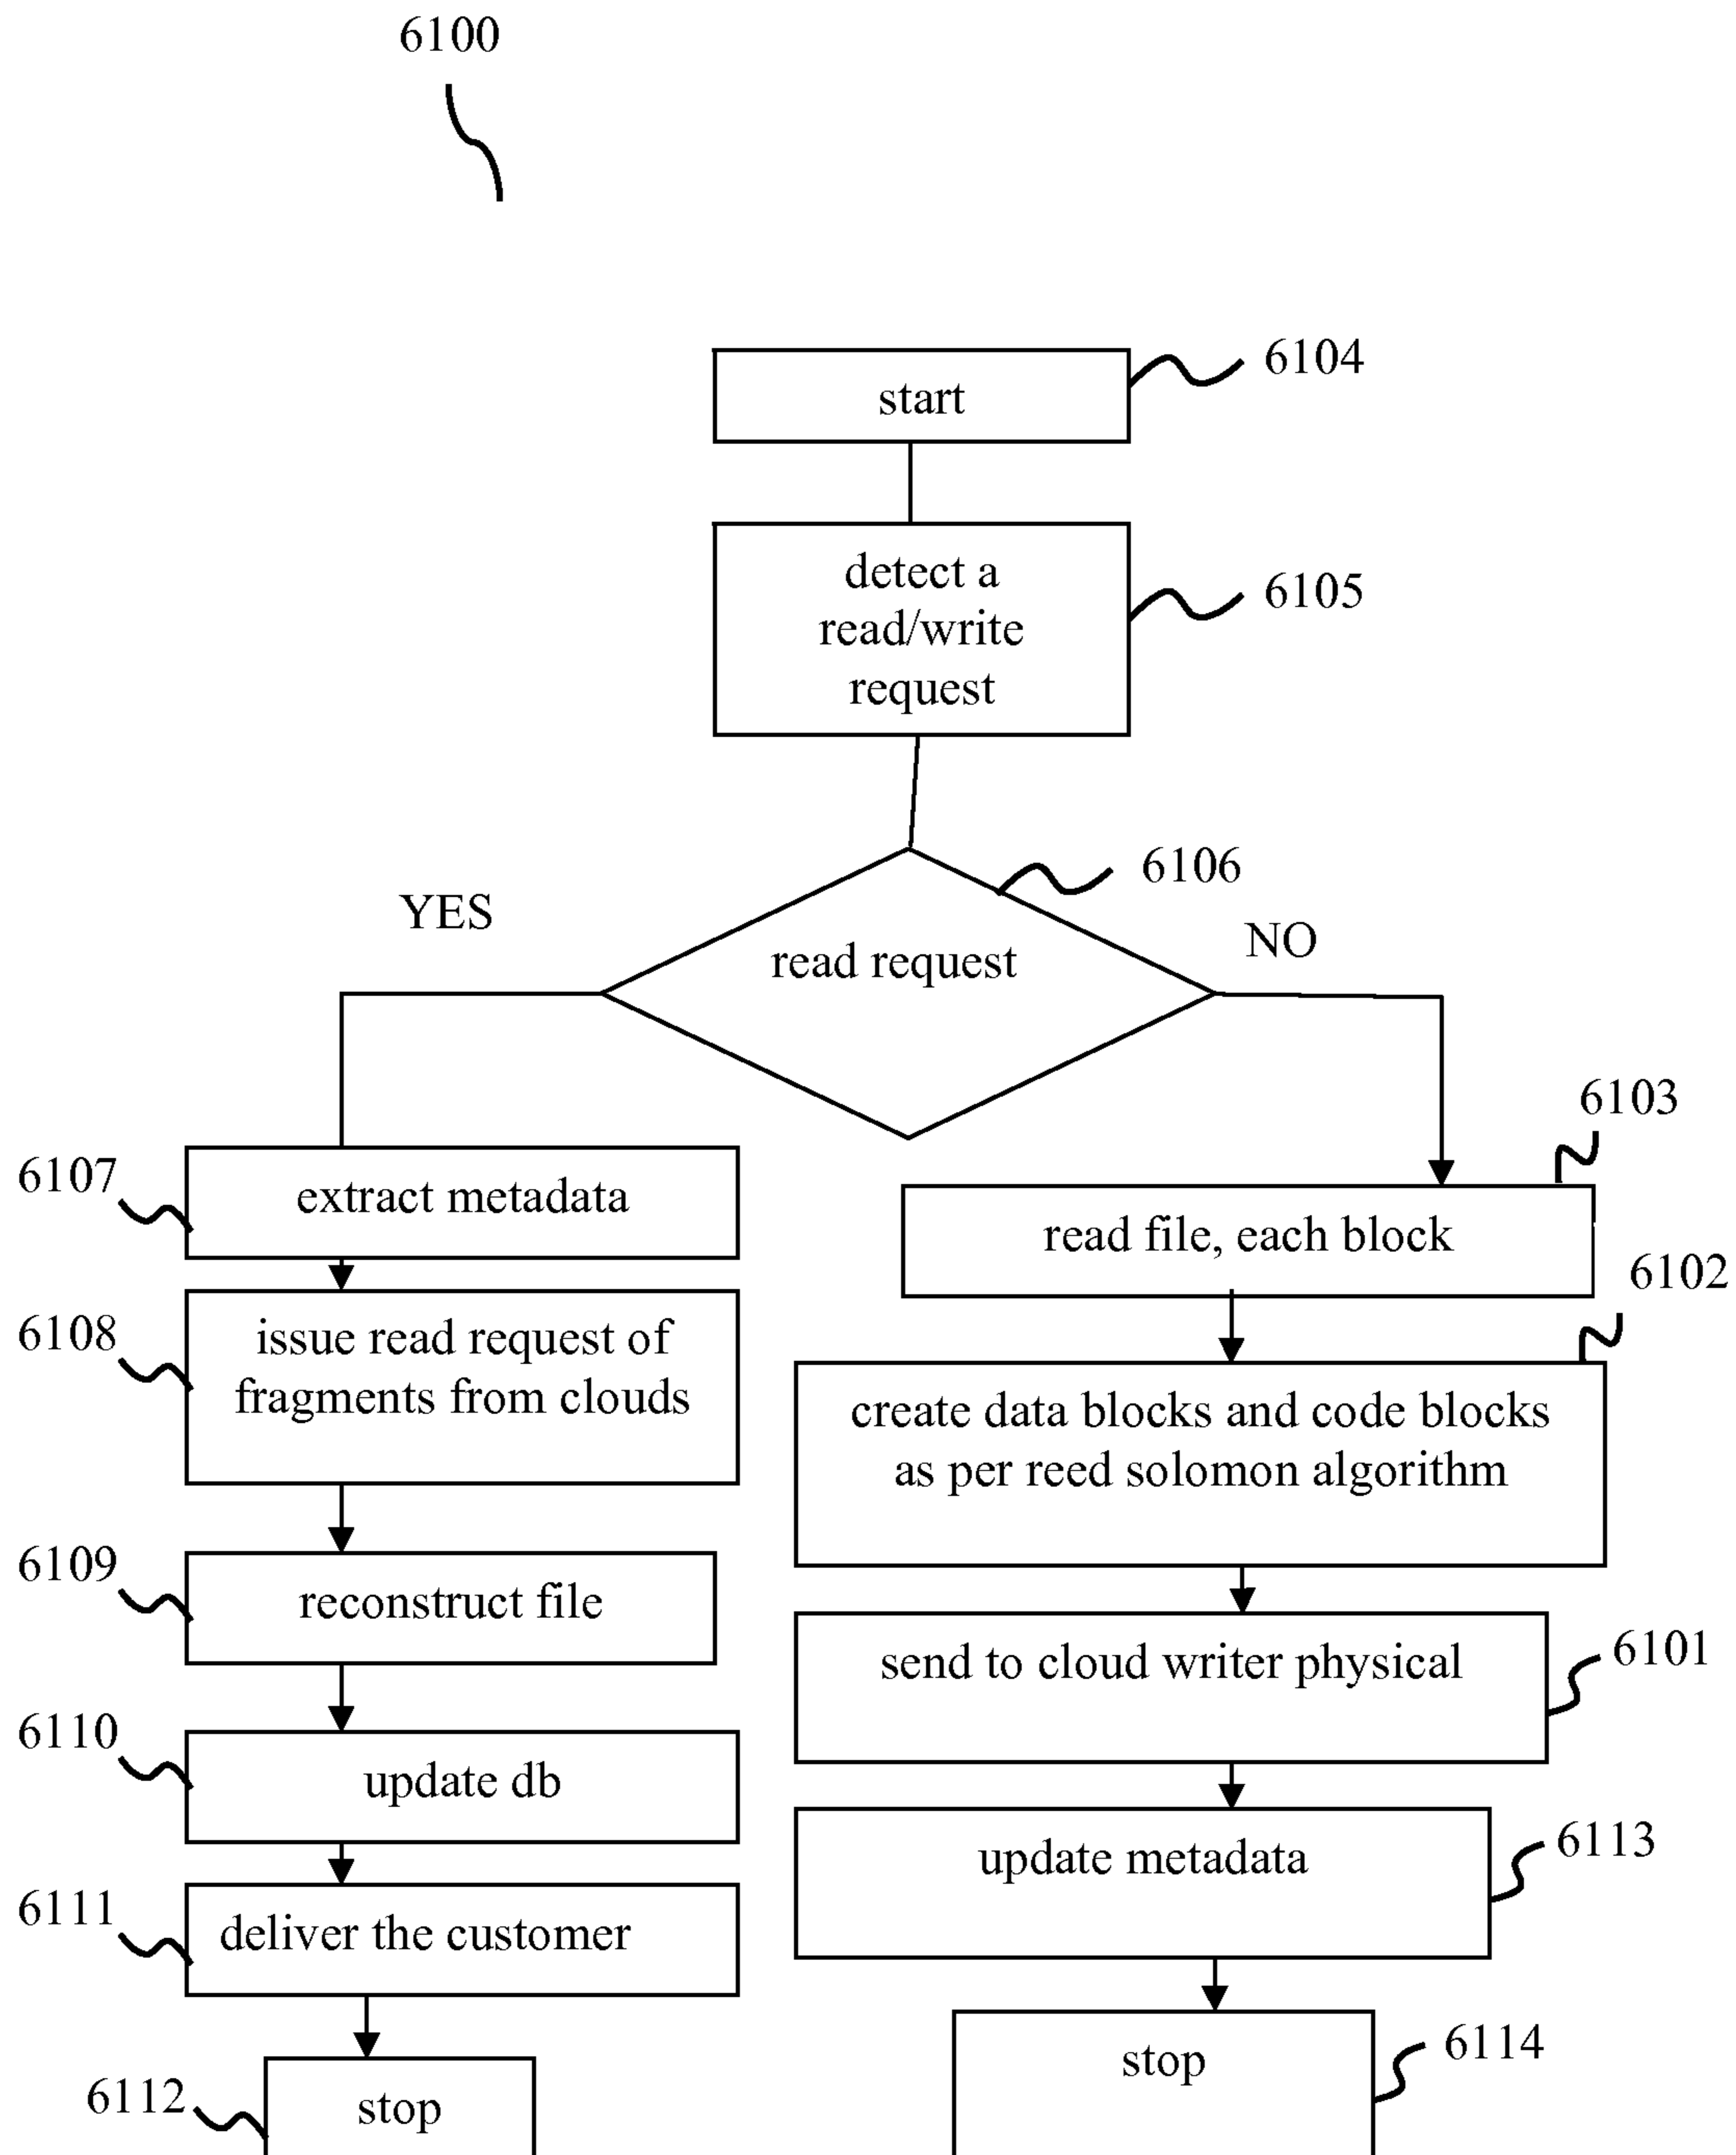 6100
start
6104
detect a
read/write
request
6105
6106
YES
read request
NO
6103
6107
extract metadata
read file, each block
6102
6108
issue read request of
fragments from clouds
create data blocks and code blocks
as per reed solomon algorithm
6109
reconstruct file
send to cloud writer physical
6101
6110
update db
update metadata
6113
6111
deliver the customer
6112
stop
stop
6114